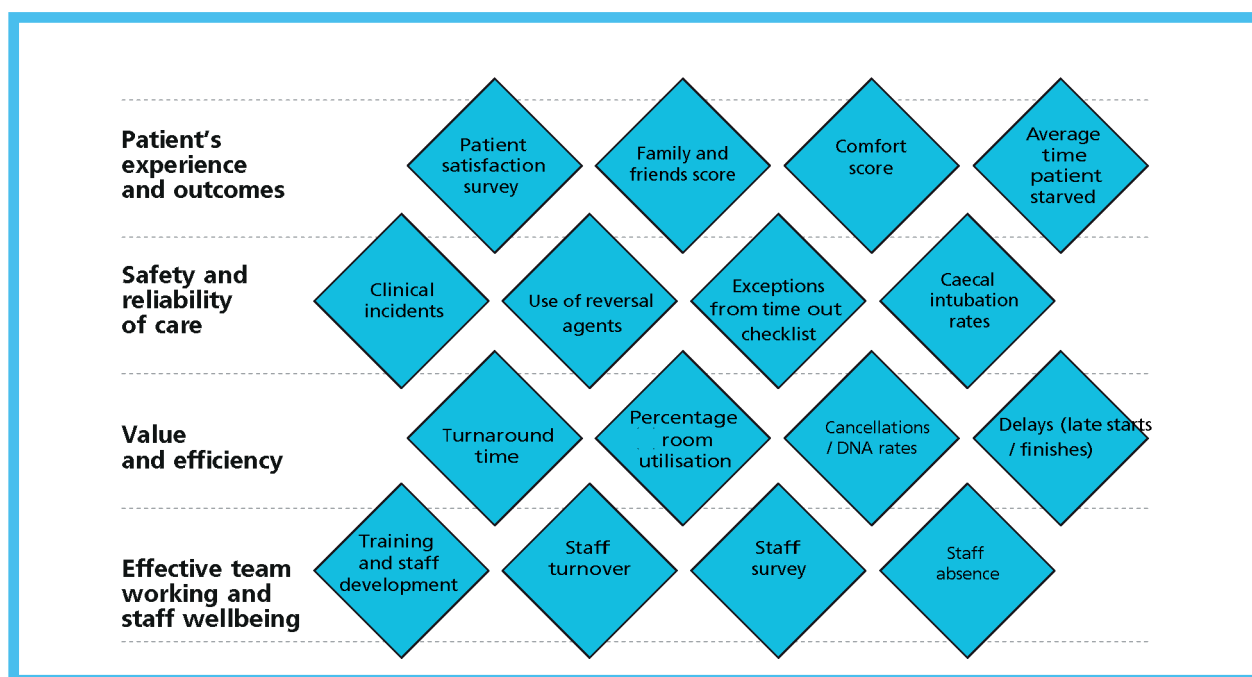 Patient's
experience
and outcomes
Patient
satisfaction
survey
Family and
friends score
Comfort
score
Average
time
patient
starved
Safety and
reliability
of care
Clinical
incidents
Use of reversal
agents
Exceptions
from time out
checklist
Caecal
intubation
rates
Value
and efficiency
Turnaround
time
Percentage
room
utilisation
Cancellations
/ DNA rates
Delays (late starts
/ finishes)
Effective team
working and
staff wellbeing
Training
and staff
development
Staff
turnover
Staff
survey
Staff
absence